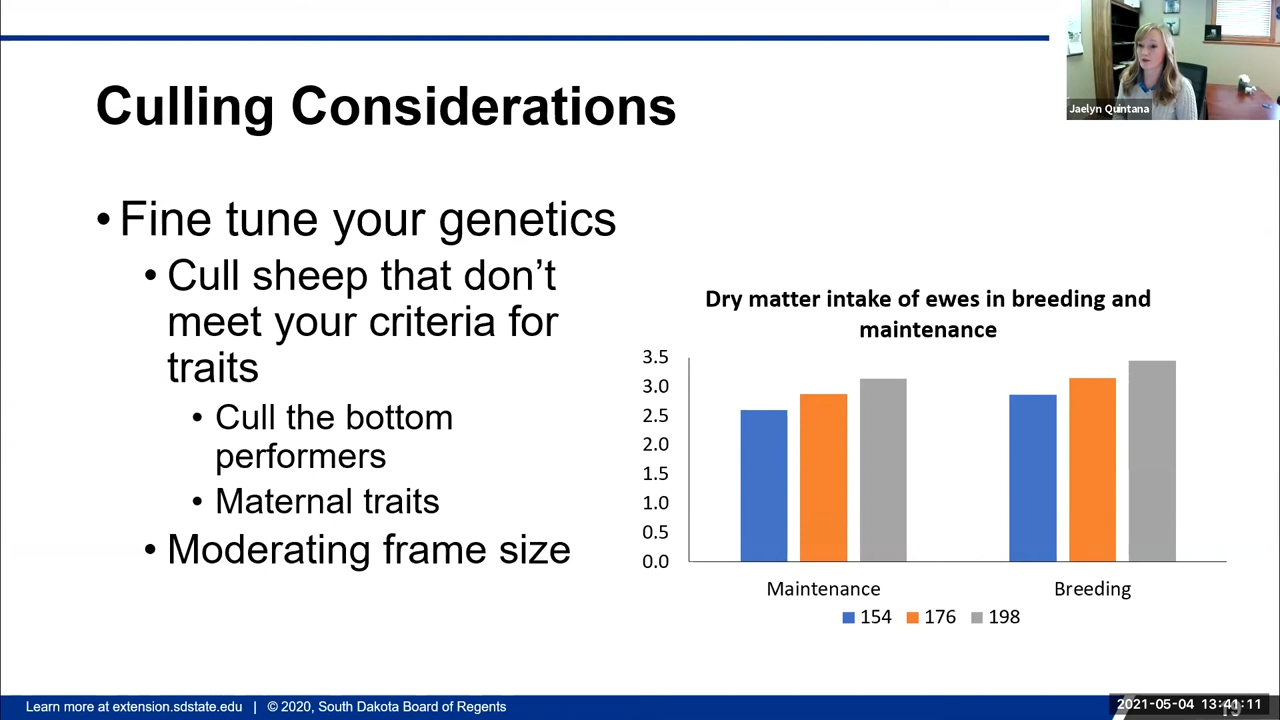 Jaelyn Quintana
Culling Considerations
• Fine tune your genetics
• Cull sheep that don’t
meet your criteria for
traits
• Cull the bottom
performers
• Maternal traits
• Moderating frame size
Dry matter intake of ewes in breeding and
maintenance
3.5
3.0
2.5
2.0
1.5
1.0
0.5
0.0
Maintenance Breeding
154 176 198
Learn more at extension.sdstate.edu | © 2020, South Dakota Board of Regents
2021-05-04 13:41:11